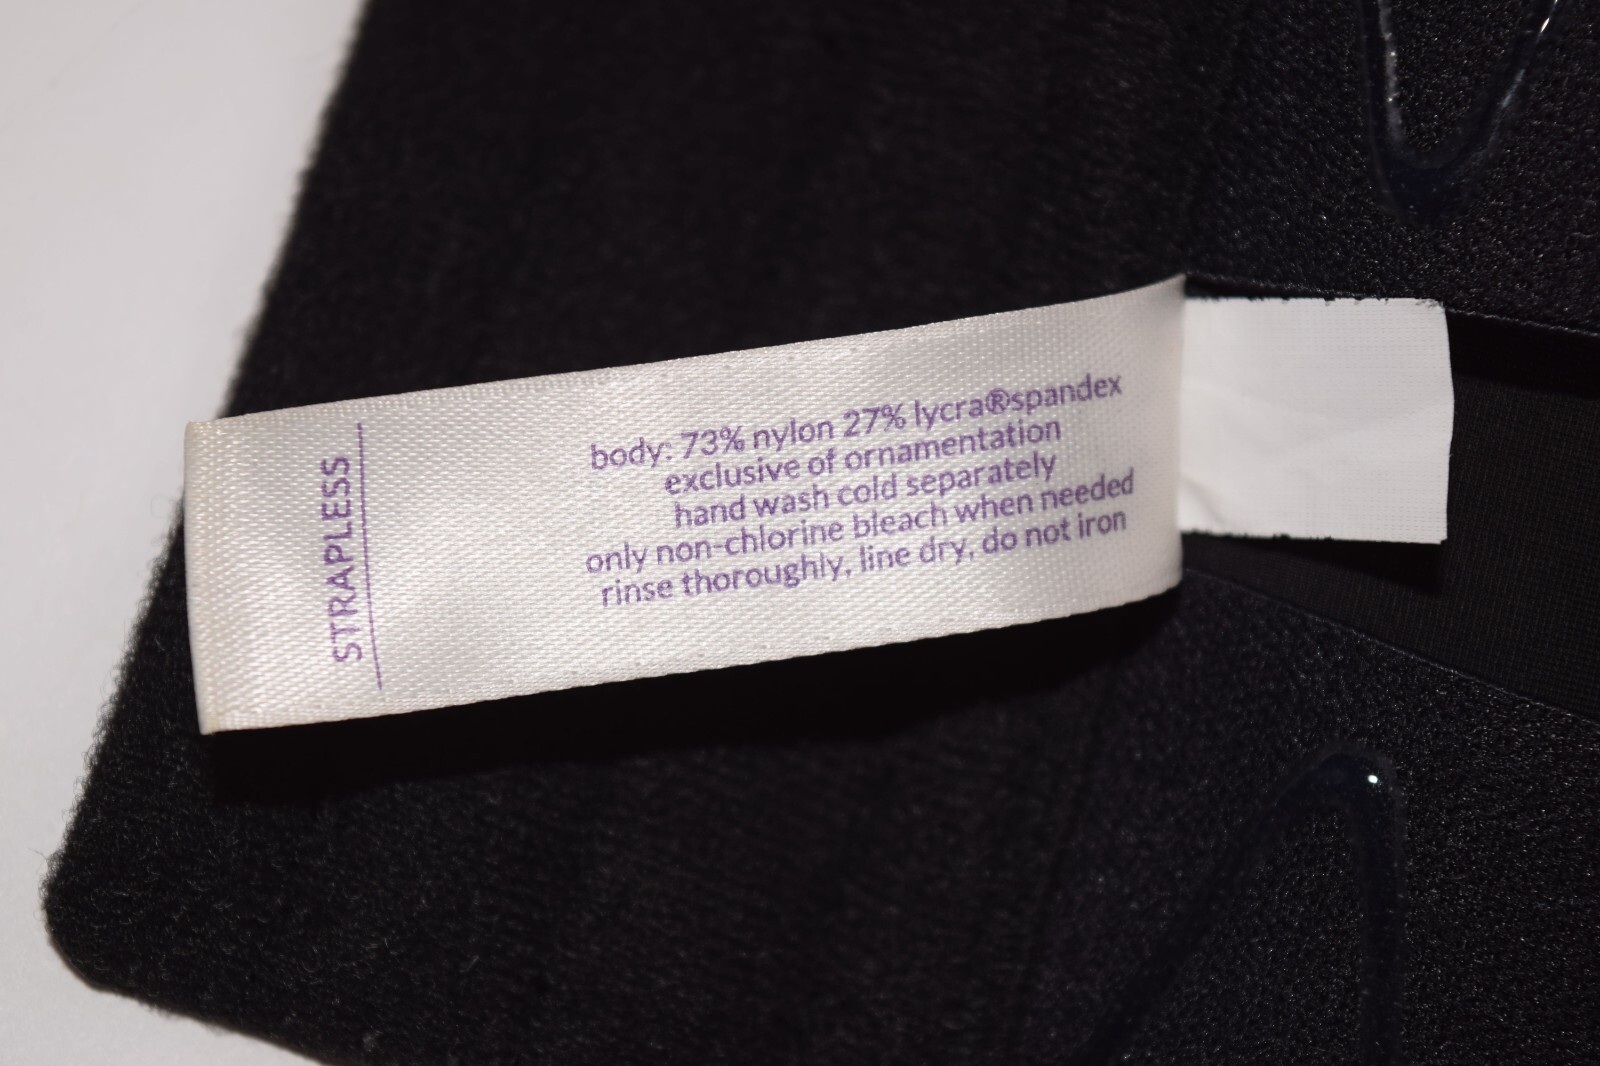 STRAPLESS
body: 73% nylon 27% lycra®spandex
exclusive of ornamentation
hand wash cold separately
only non-chlorine bleach when needed
rinse thoroughly, line dry, do not iron